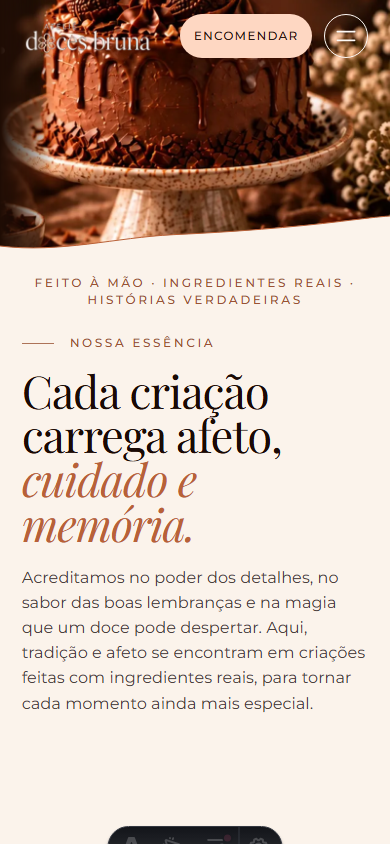 doces.bruna
ENCOMENDAR
FEITO À MÃO · INGREDIENTES REAIS ·
HISTÓRIAS VERDADEIRAS
NOSSA ESSÊNCIA
Cada criação
carrega afeto,
cuidado e
memória.
Acreditamos no poder dos detalhes, no
sabor das boas lembranças e na magia
que um doce pode despertar. Aqui,
tradição e afeto se encontram em criações
feitas com ingredientes reais, para tornar
cada momento ainda mais especial.